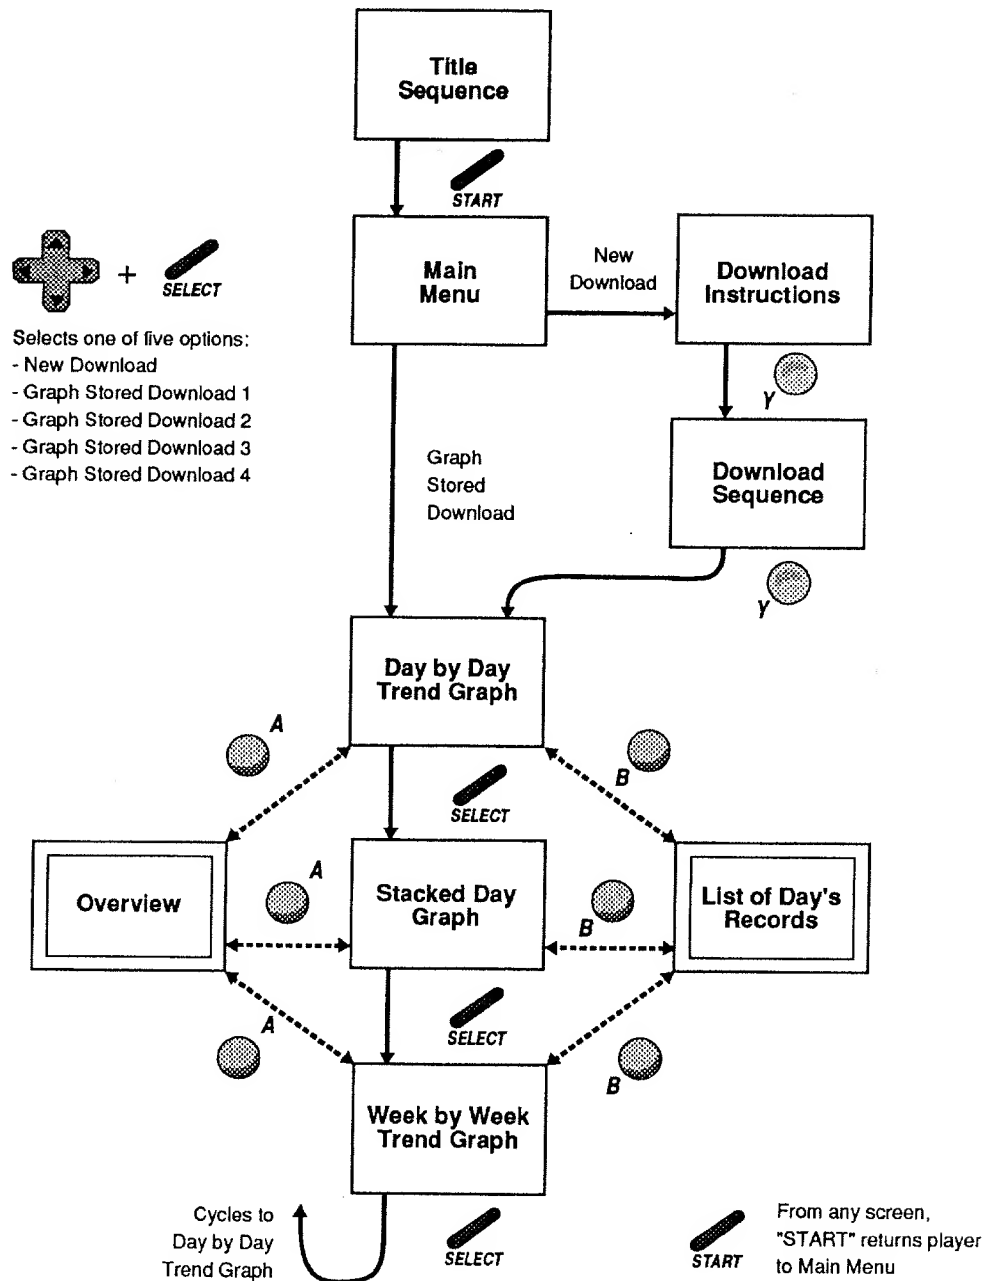 Title
Sequence
START
Main
Menu
New
Download
Download
Instructions
+
SELECT
Selects one of five options:
- New Download
- Graph Stored Download 1
- Graph Stored Download 2
- Graph Stored Download 3
- Graph Stored Download 4
Y
Graph
Stored
Download
Download
Sequence
Y
Day by Day
Trend Graph
A
B
SELECT
Overview
A
Stacked Day
Graph
B
List of Day's
Records
A
SELECT
B
Week by Week
Trend Graph
Cycles to
Day by Day
Trend Graph
SELECT
START
From any screen,
"START" returns player
to Main Menu